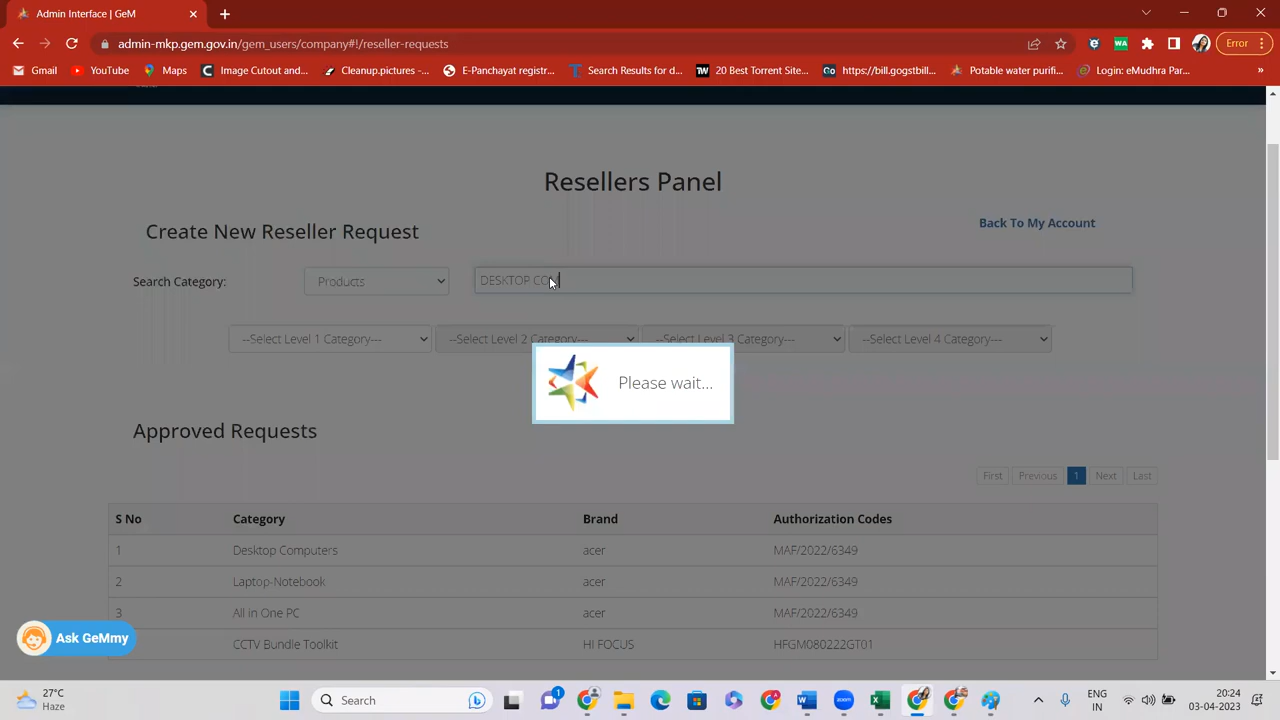 Admin Interface | GeM
admin-mkp.gem.gov.in/gem_users/company#!/reseller-requests
Error
Gmail
YouTube
Maps
Image Cutout and...
Cleanup.pictures -...
E-Panchayat registr...
Search Results for d...
20 Best Torrent Site...
https://bill.gogstbill...
Potable water purifi...
Login: eMudhra Par...
»
Resellers Panel
Create New Reseller Request
Back To My Account
Search Category:
Products
DESKTOP COM
--Select Level 1 Category---
--Select Level 2 Category---
--Select Level 3 Category---
--Select Level 4 Category---
Please wait...
Approved Requests
First Previous 1 Next Last
S No Category Brand Authorization Codes
1 Desktop Computers acer MAF/2022/6349
2 Laptop-Notebook acer MAF/2022/6349
3 All in One PC acer MAF/2022/6349
CCTV Bundle Toolkit HI FOCUS HFGM080222GT01
Ask GeMmy
27°C
Haze
Search
1
ENG
IN
20:24
03-04-2023